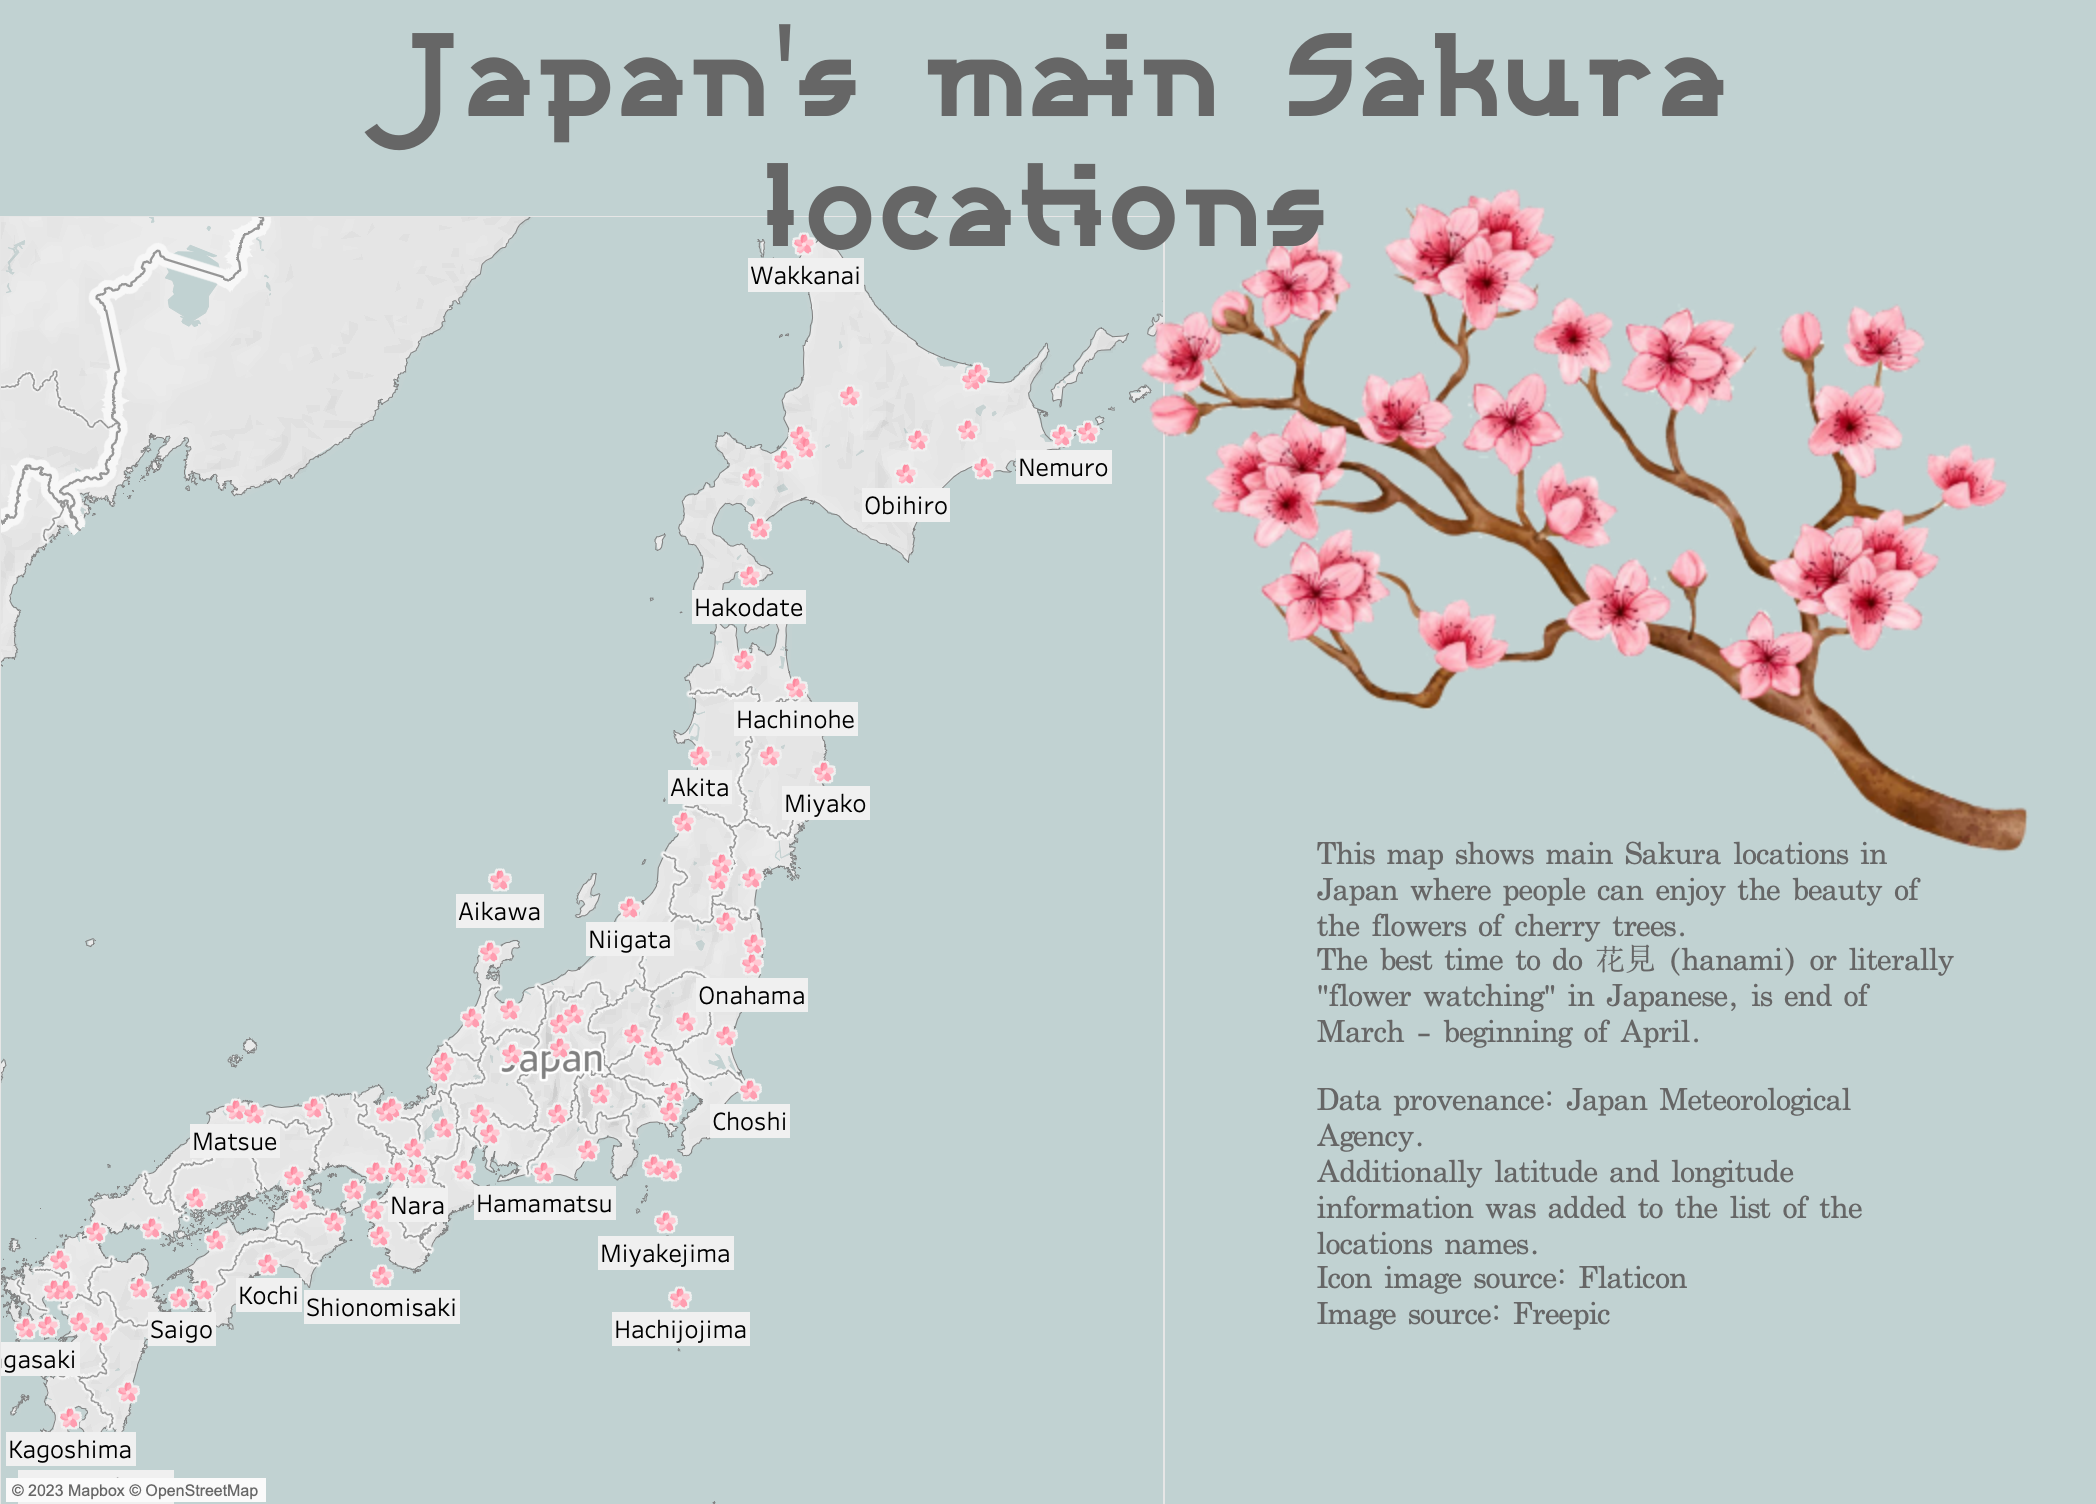 Japan's main Sakura
locations
Wakkanai
Nemuro
Obihiro
Hakodate
Hachinohe
Akita
Miyako
Aikawa
Niigata
Onahama
Japan
Choshi
Matsue
Nara
Hamamatsu
Miyakejima
Kochi
Shionomisaki
Saigo
Hachijojima
gasaki
Kagoshima
© 2023 Mapbox © OpenStreetMap
This map shows main Sakura locations in
Japan where people can enjoy the beauty of
the flowers of cherry trees.
The best time to do 花見 (hanami) or literally
"flower watching" in Japanese, is end of
March - beginning of April.
Data provenance: Japan Meteorological
Agency.
Additionally latitude and longitude
information was added to the list of the
locations names.
Icon image source: Flaticon
Image source: Freepic